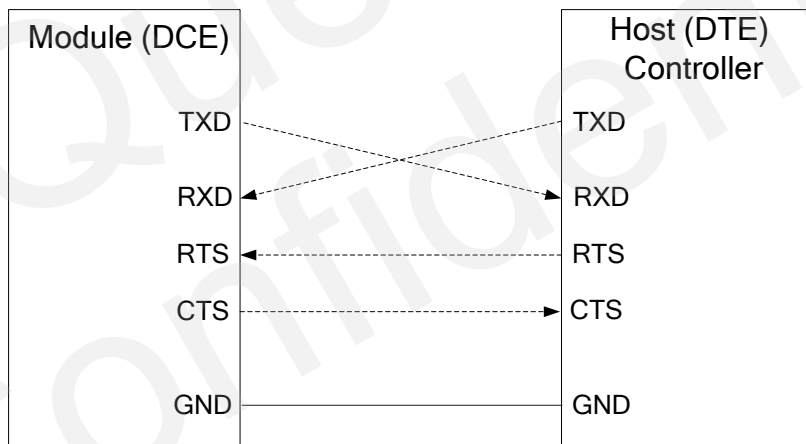 Module (DCE)
Host (DTE)
Controller
TXD
TXD
RXD
RXD
RTS
RTS
CTS
CTS
GND
GND